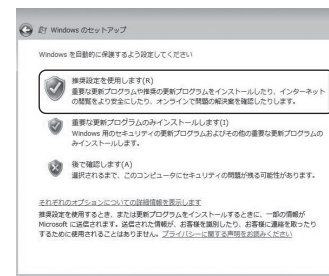 Windows のセットアップ
Windows を自動的に保護するよう設定してください
推奨設定を使用します(R)
重要な更新プログラムや推奨の更新プログラムをインストールしたり、インターネット
の閲覧をより安全にしたり、オンラインで問題の解決策を確認したりします。
重要な更新プログラムのみインストールします(I)
Windows 用のセキュリティの更新プログラムおよびその他の重要な更新プログラムの
みインストールします。
後で確認します(A)
選択されるまで、このコンピュータにセキュリティの問題が残る可能性があります。
それぞれのオプションについての詳細情報を表示します
推奨設定を使用するとき、または更新プログラムをインストールするときに、一部の情報が
Microsoft に送信されます。送信された情報が、お客様を識別したり、お客様に連絡を取ったり
するために使用されることはありません。プライバシーに関する声明をお読みください